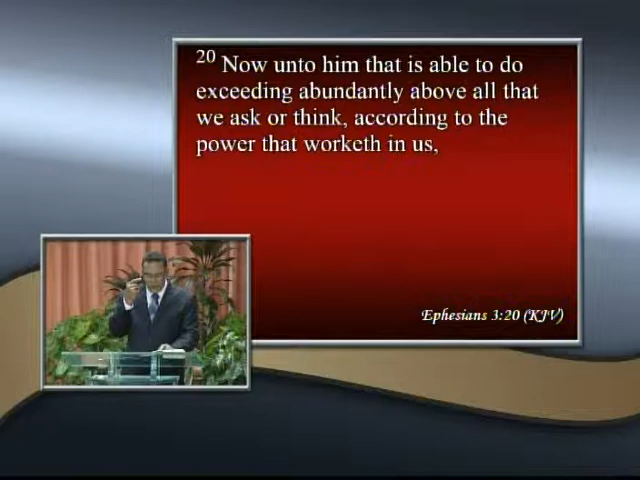 20 Now unto him that is able to do
exceeding abundantly above all that
we ask or think, according to the
power that worketh in us,
Ephesians 3:20 (KJV)